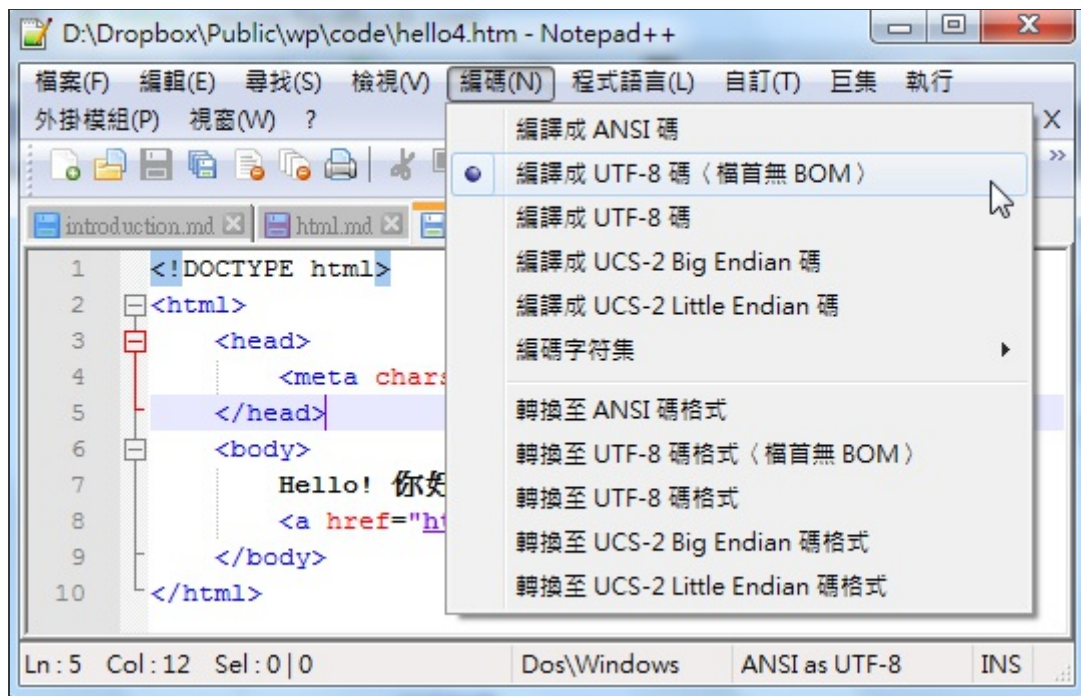 D:\Dropbox\Public\wp\code\hello4.htm - Notepad++
檔案(F) 編輯(E) 尋找(S) 檢視(V) 編碼(N) 程式語言(L) 自訂(T) 巨集 執行
外掛模組(P) 視窗(W) ? X
編譯成 ANSI 碼
編譯成 UTF-8 碼（檔首無 BOM）
編譯成 UTF-8 碼
編譯成 UCS-2 Big Endian 碼
編譯成 UCS-2 Little Endian 碼
編碼字符集
轉換至 ANSI 碼格式
轉換至 UTF-8 碼格式（檔首無 BOM）
轉換至 UTF-8 碼格式
轉換至 UCS-2 Big Endian 碼格式
轉換至 UCS-2 Little Endian 碼格式
introduction.md html.md
1 <!DOCTYPE html>
2 <html>
3 <head>
4 <meta chars
5 </head>
6 <body>
7 Hello! 你好
8 <a href="ht
9 </body>
10 </html>
Ln : 5 Col : 12 Sel : 0 | 0 Dos\Windows ANSI as UTF-8 INS